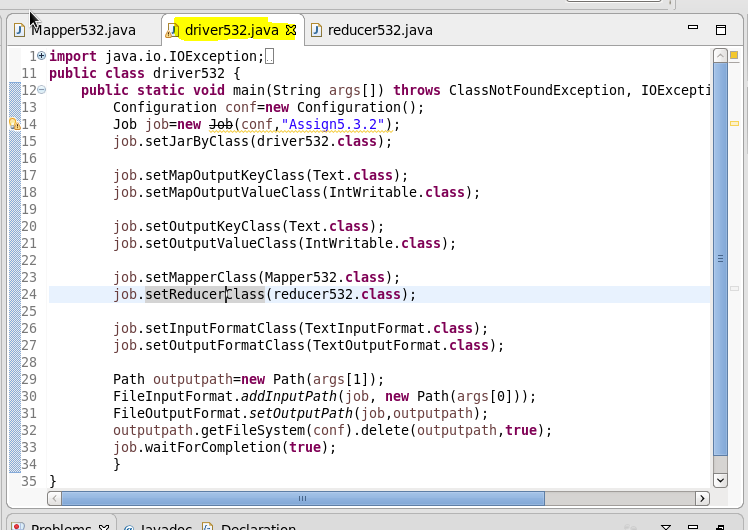 Mapper532.java driver532.java reducer532.java
1 import java.io.IOException;
11 public class driver532 {
12 public static void main(String args[]) throws ClassNotFoundException, IOExcepti
13 Configuration conf=new Configuration();
14 Job job=new Job(conf,"Assign5.3.2");
15 job.setJarByClass(driver532.class);
16
17 job.setMapOutputKeyClass(Text.class);
18 job.setMapOutputValueClass(IntWritable.class);
19
20 job.setOutputKeyClass(Text.class);
21 job.setOutputValueClass(IntWritable.class);
22
23 job.setMapperClass(Mapper532.class);
24 job.setReducerClass(reducer532.class);
25
26 job.setInputFormatClass(TextInputFormat.class);
27 job.setOutputFormatClass(TextOutputFormat.class);
28
29 Path outputpath=new Path(args[1]);
30 FileInputFormat.addInputPath(job, new Path(args[0]));
31 FileOutputFormat.setOutputPath(job,outputpath);
32 outputpath.getFileSystem(conf).delete(outputpath,true);
33 job.waitForCompletion(true);
34 }
35 }
Problems Javadoc Declaration